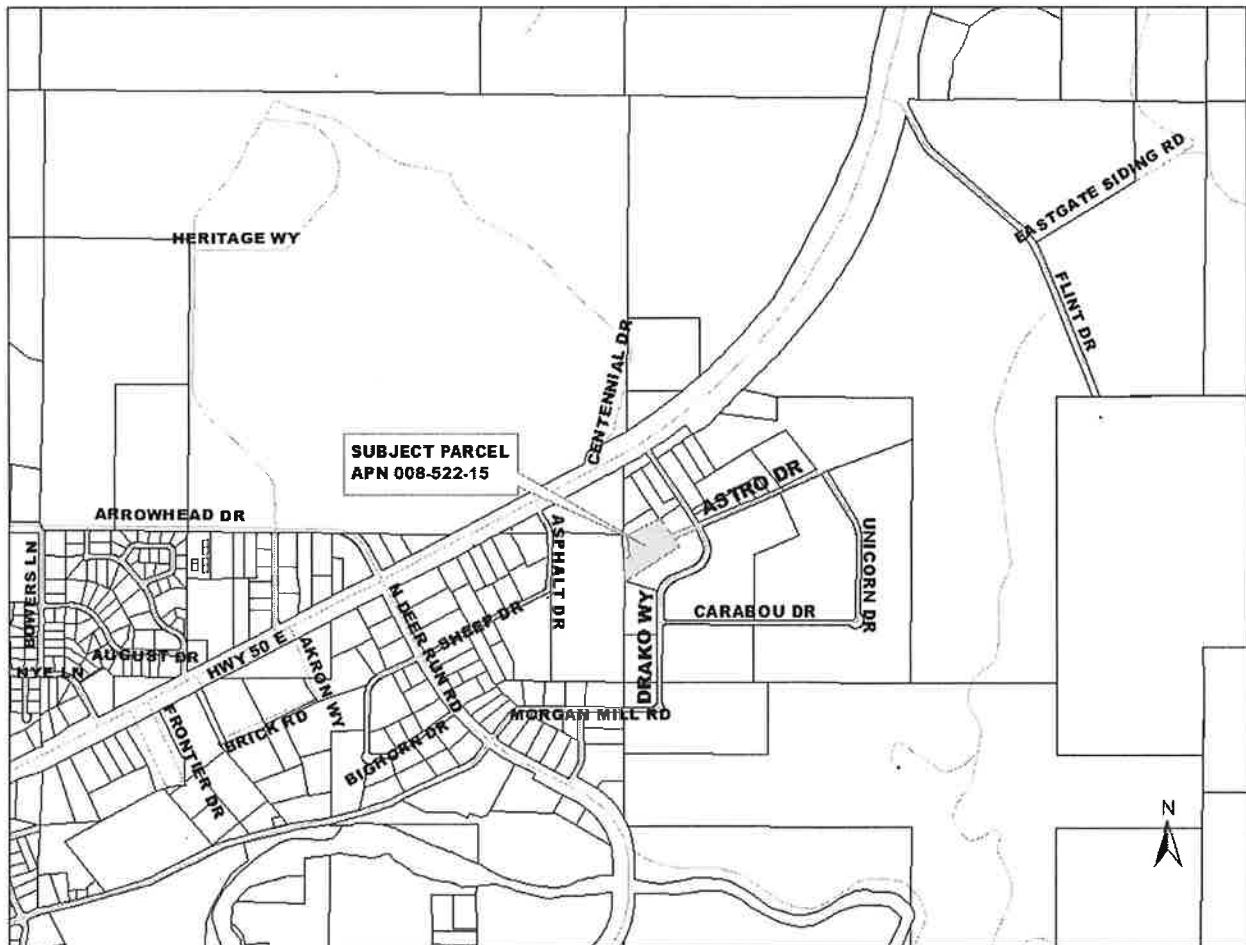 HERITAGE WY
EASTGATE SIDING RD
FLINT DR
CENTENNIAL DR
SUBJECT PARCEL
APN 008-522-15
ASTRO DR
ARROWHEAD DR
ASPHALT DR
UNICORN DR
BOWERS LN
N DEER RUN RD
SHEEP DR
DRAKO WY
CARABOU DR
AUGUST DR
HWY 50 E
AKRON WY
NYE LN
MORGAN MILL RD
FRONTIER DR
BRICK RD
BIGHORN DR
N